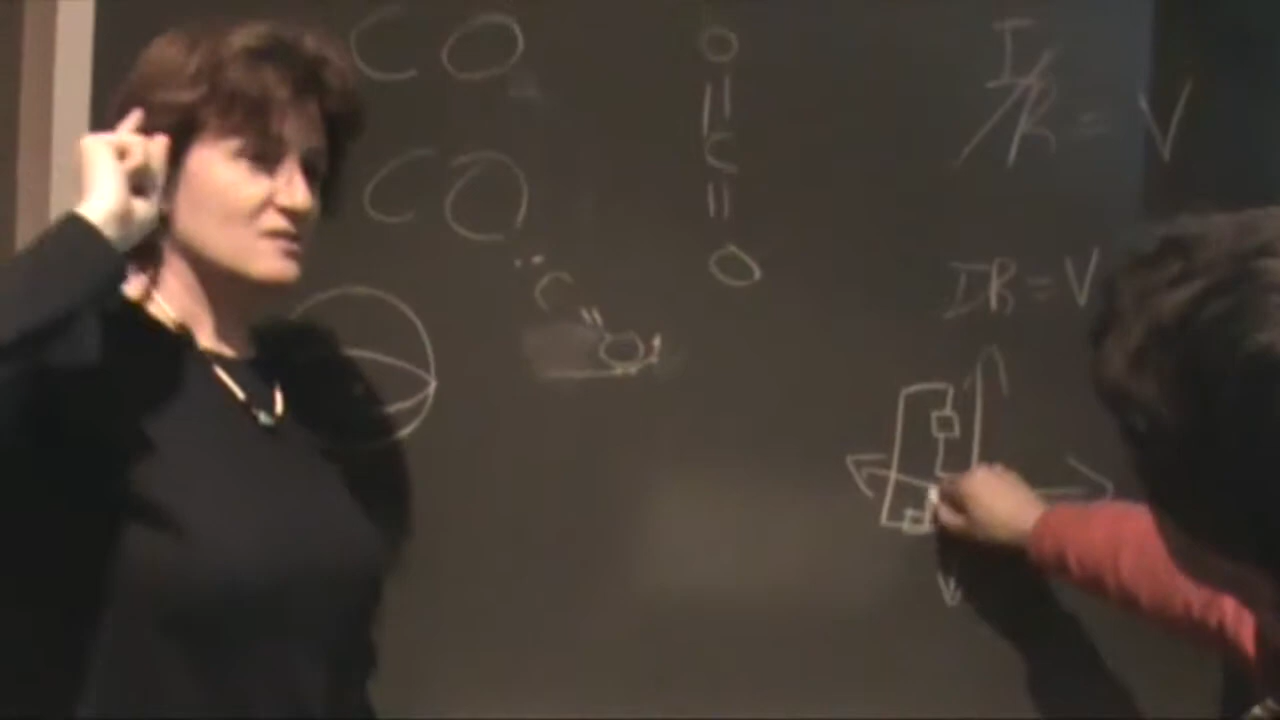 CO
CO
O
||
C
||
O
:C
||
O
I/R = V
IR = V